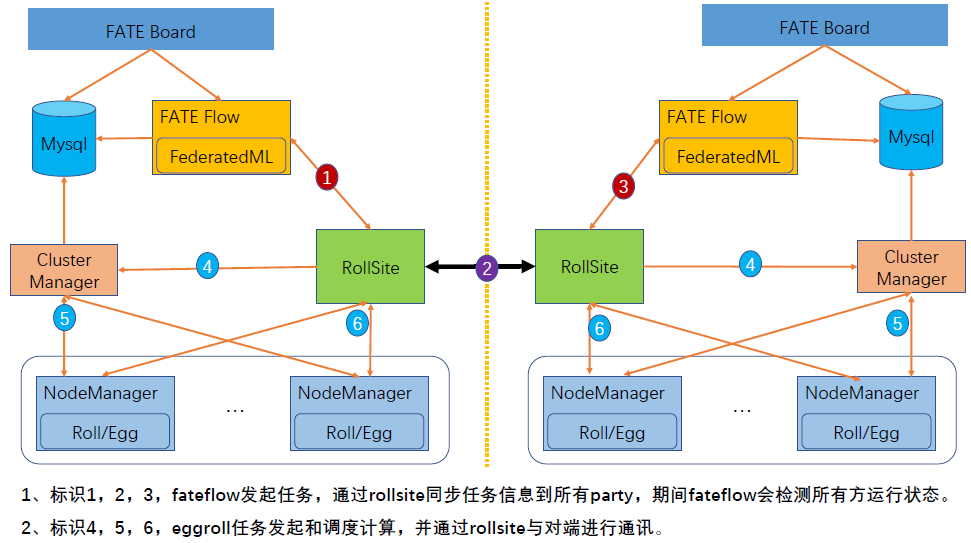 FATE Board
FATE Board
FATE Flow
FederatedML
Mysql
FATE Flow
FederatedML
Mysql
1
3
Cluster
Manager
4
RollSite
2
RollSite
4
Cluster
Manager
5
6
6
5
NodeManager
Roll/Egg
...
NodeManager
Roll/Egg
NodeManager
Roll/Egg
...
NodeManager
Roll/Egg
1、标识1，2，3，fateflow发起任务，通过rollsite同步任务信息到所有party，期间fateflow会检测所有方运行状态。
2、标识4，5，6，eggroll任务发起和调度计算，并通过rollsite与对端进行通讯。